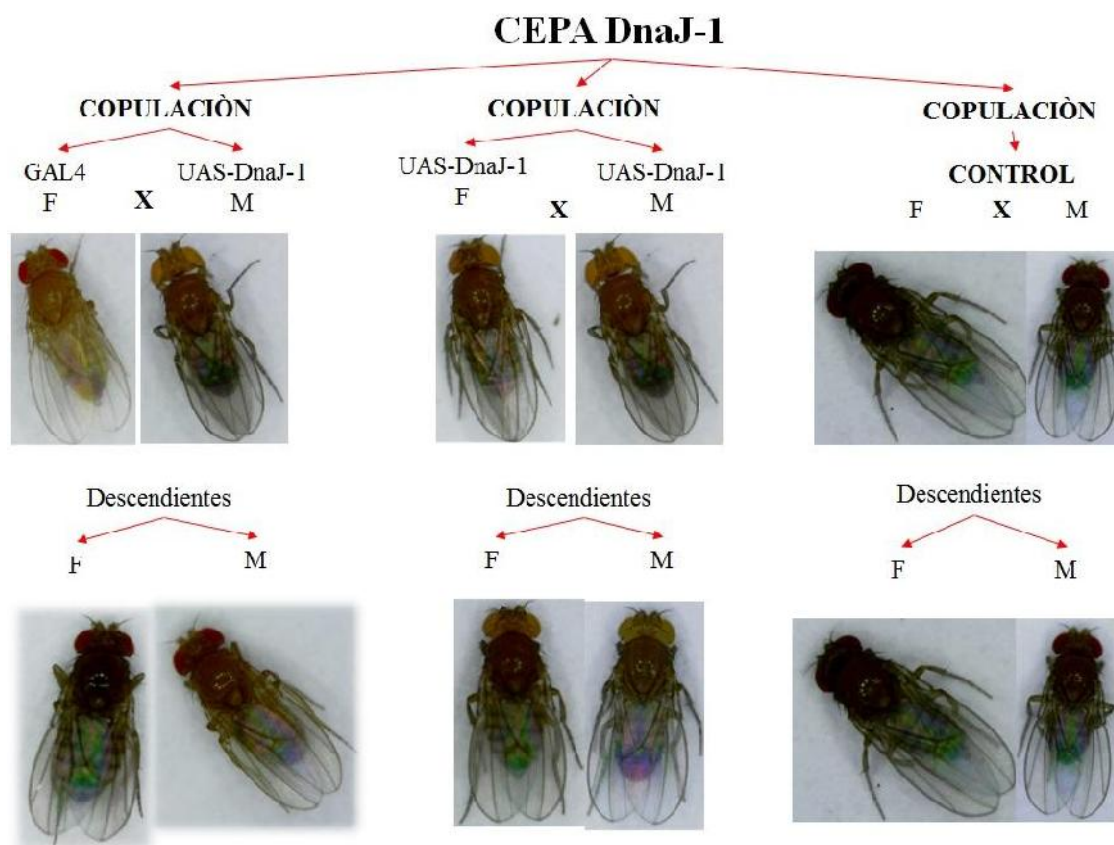 CEPA DnaJ-1
COPULACIÒN
COPULACIÒN
COPULACIÒN
GAL4
UAS-DnaJ-1
F
X
M
UAS-DnaJ-1
UAS-DnaJ-1
F
X
M
CONTROL
F
X
M
Descendientes
F
M
Descendientes
F
M
Descendientes
F
M